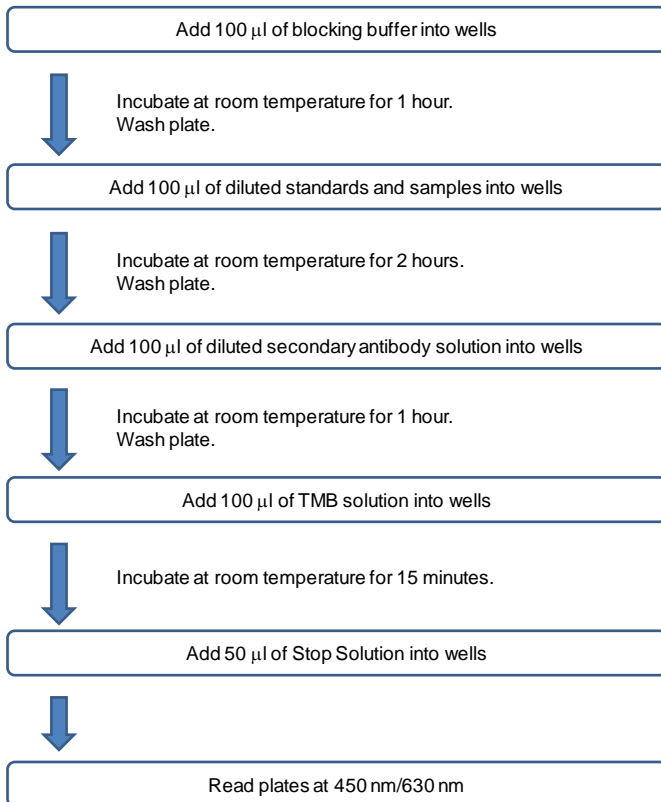 Add 100 μl of blocking buffer into wells
Incubate at room temperature for 1 hour.
Wash plate.
Add 100 μl of diluted standards and samples into wells
Incubate at room temperature for 2 hours.
Wash plate.
Add 100 μl of diluted secondary antibody solution into wells
Incubate at room temperature for 1 hour.
Wash plate.
Add 100 μl of TMB solution into wells
Incubate at room temperature for 15 minutes.
Add 50 μl of Stop Solution into wells
Read plates at 450 nm/630 nm